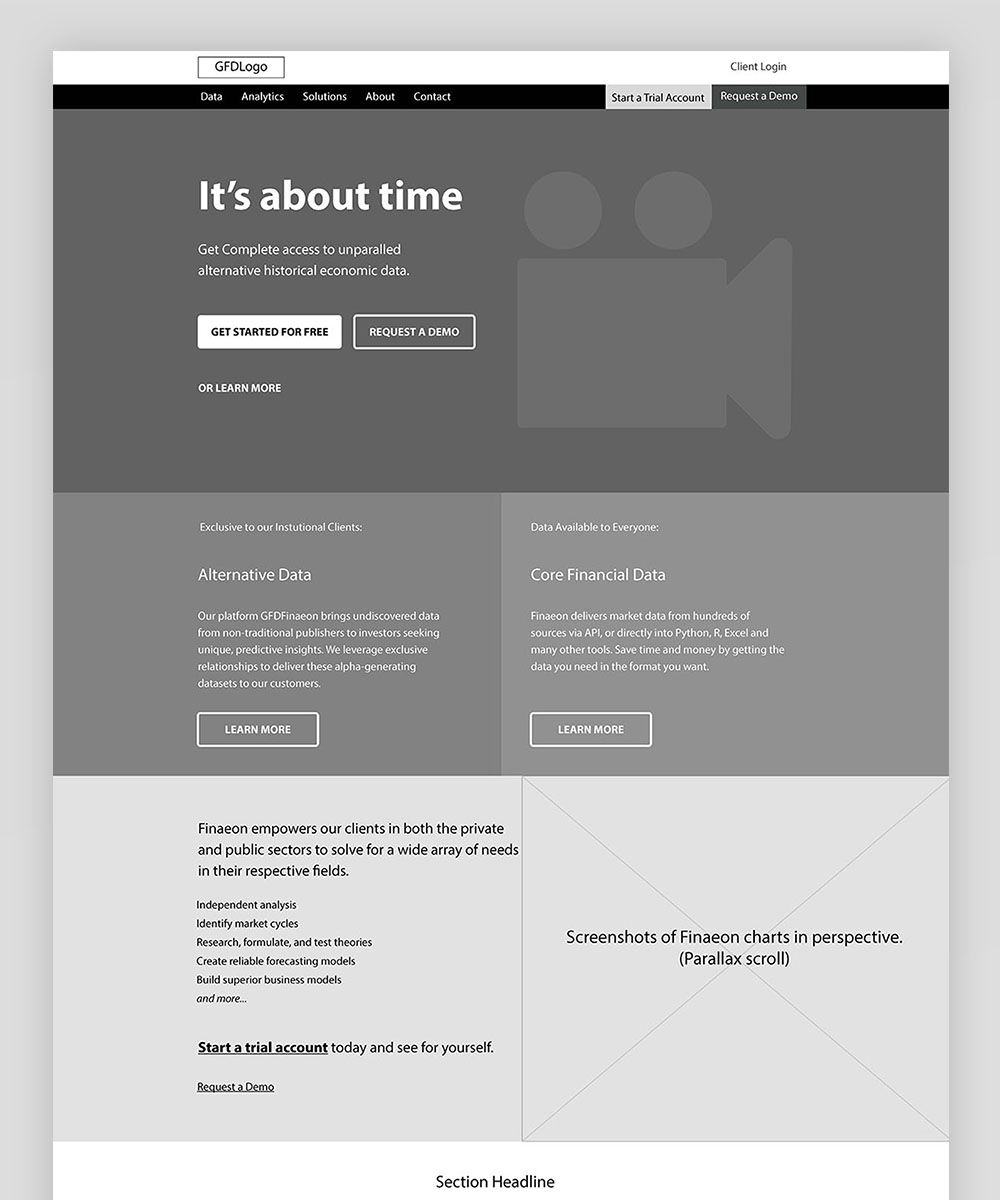 GFDLogo
Client Login
Data Analytics Solutions About Contact
Start a Trial Account Request a Demo
It's about time
Get Complete access to unparalled
alternative historical economic data.
GET STARTED FOR FREE REQUEST A DEMO
OR LEARN MORE
Exclusive to our Instutional Clients:
Alternative Data
Our platform GFDFinaeon brings undiscovered data
from non-traditional publishers to investors seeking
unique, predictive insights. We leverage exclusive
relationships to deliver these alpha-generating
datasets to our customers.
LEARN MORE
Data Available to Everyone:
Core Financial Data
Finaeon delivers market data from hundreds of
sources via API, or directly into Python, R, Excel and
many other tools. Save time and money by getting the
data you need in the format you want.
LEARN MORE
Finaeon empowers our clients in both the private
and public sectors to solve for a wide array of needs
in their respective fields.
Independent analysis
Identify market cycles
Research, formulate, and test theories
Create reliable forecasting models
Build superior business models
and more...
Start a trial account today and see for yourself.
Request a Demo
Screenshots of Finaeon charts in perspective.
(Parallax scroll)
Section Headline